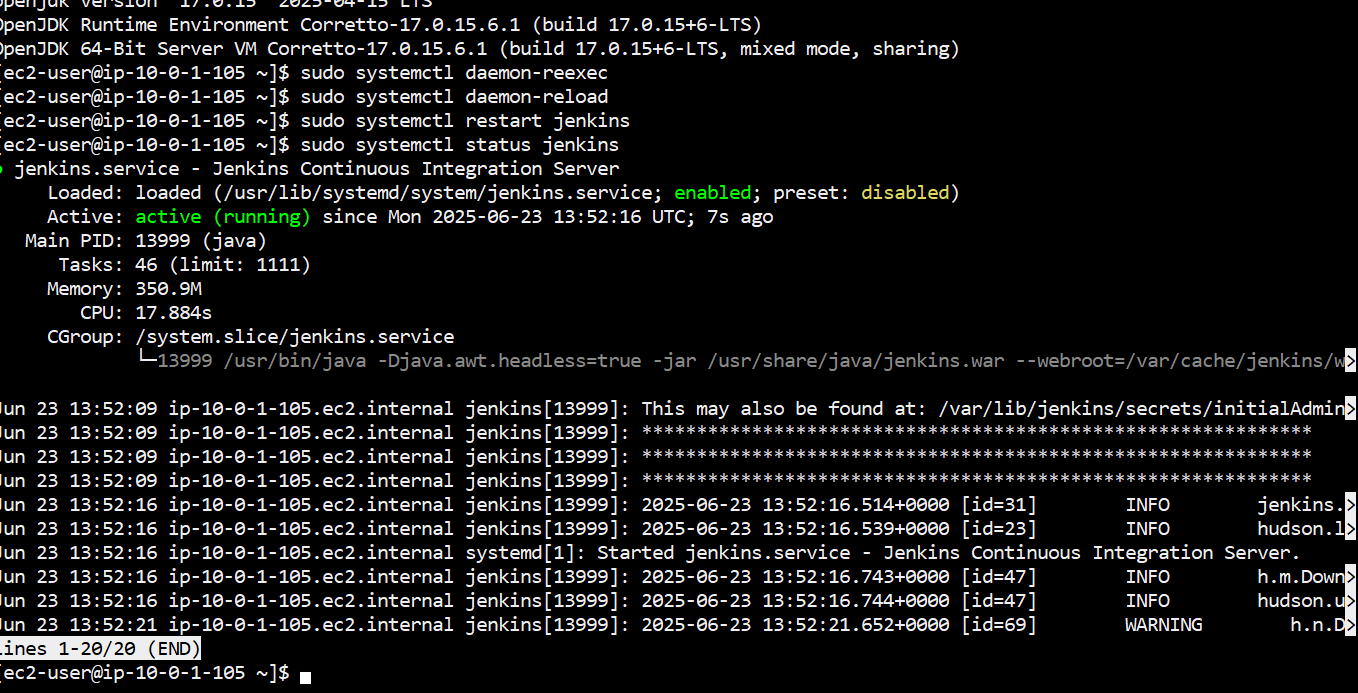 openjdk version "17.0.15" 2025-04-15 LTS
OpenJDK Runtime Environment Corretto-17.0.15.6.1 (build 17.0.15+6-LTS)
OpenJDK 64-Bit Server VM Corretto-17.0.15.6.1 (build 17.0.15+6-LTS, mixed mode, sharing)
[ec2-user@ip-10-0-1-105 ~]$ sudo systemctl daemon-reexec
[ec2-user@ip-10-0-1-105 ~]$ sudo systemctl daemon-reload
[ec2-user@ip-10-0-1-105 ~]$ sudo systemctl restart jenkins
[ec2-user@ip-10-0-1-105 ~]$ sudo systemctl status jenkins
● jenkins.service - Jenkins Continuous Integration Server
Loaded: loaded (/usr/lib/systemd/system/jenkins.service; enabled; preset: disabled)
Active: active (running) since Mon 2025-06-23 13:52:16 UTC; 7s ago
Main PID: 13999 (java)
Tasks: 46 (limit: 1111)
Memory: 350.9M
CPU: 17.884s
CGroup: /system.slice/jenkins.service
└─13999 /usr/bin/java -Djava.awt.headless=true -jar /usr/share/java/jenkins.war --webroot=/var/cache/jenkins/w>
Jun 23 13:52:09 ip-10-0-1-105.ec2.internal jenkins[13999]: This may also be found at: /var/lib/jenkins/secrets/initialAdmin>
Jun 23 13:52:09 ip-10-0-1-105.ec2.internal jenkins[13999]: *************************************************************
Jun 23 13:52:09 ip-10-0-1-105.ec2.internal jenkins[13999]: *************************************************************
Jun 23 13:52:09 ip-10-0-1-105.ec2.internal jenkins[13999]: *************************************************************
Jun 23 13:52:16 ip-10-0-1-105.ec2.internal jenkins[13999]: 2025-06-23 13:52:16.514+0000 [id=31] INFO jenkins.>
Jun 23 13:52:16 ip-10-0-1-105.ec2.internal jenkins[13999]: 2025-06-23 13:52:16.539+0000 [id=23] INFO hudson.l>
Jun 23 13:52:16 ip-10-0-1-105.ec2.internal systemd[1]: Started jenkins.service - Jenkins Continuous Integration Server.
Jun 23 13:52:16 ip-10-0-1-105.ec2.internal jenkins[13999]: 2025-06-23 13:52:16.743+0000 [id=47] INFO h.m.Down>
Jun 23 13:52:16 ip-10-0-1-105.ec2.internal jenkins[13999]: 2025-06-23 13:52:16.744+0000 [id=47] INFO hudson.u>
Jun 23 13:52:21 ip-10-0-1-105.ec2.internal jenkins[13999]: 2025-06-23 13:52:21.652+0000 [id=69] WARNING h.n.D>
lines 1-20/20 (END)
[ec2-user@ip-10-0-1-105 ~]$